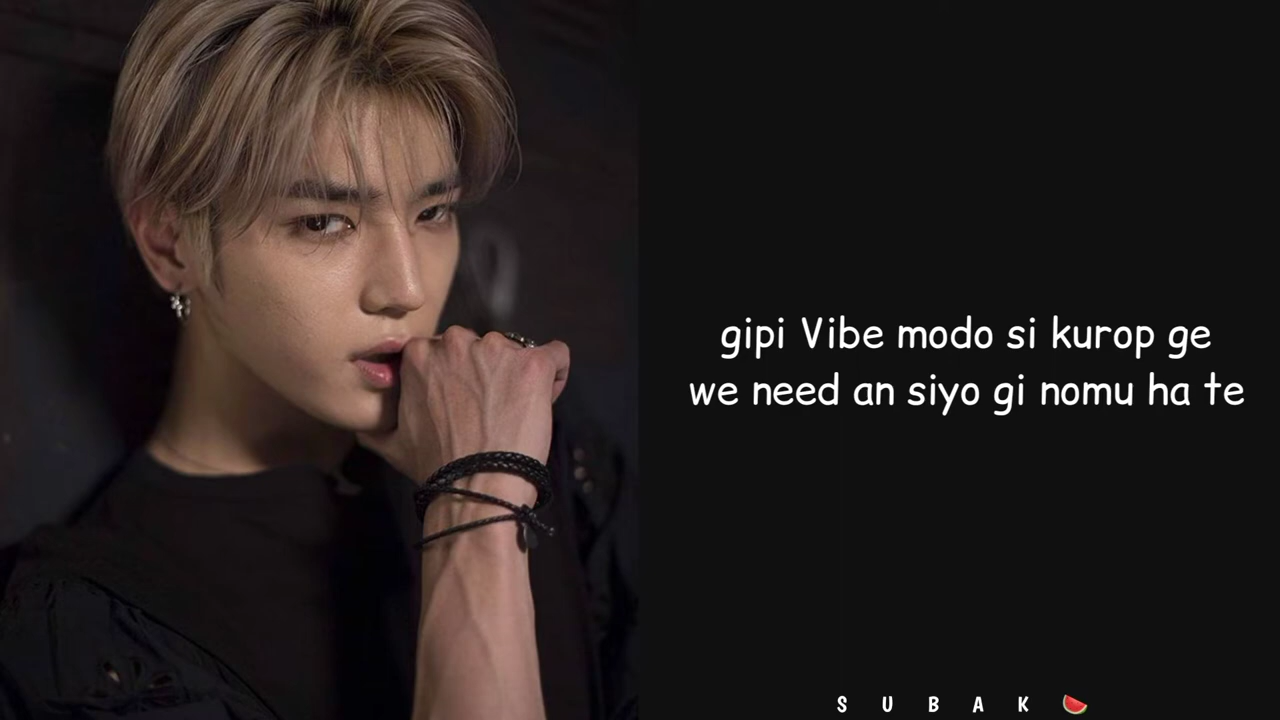 gipi Vibe modo si kurop ge
we need an siyo gi nomu ha te
S U B A K 🍉